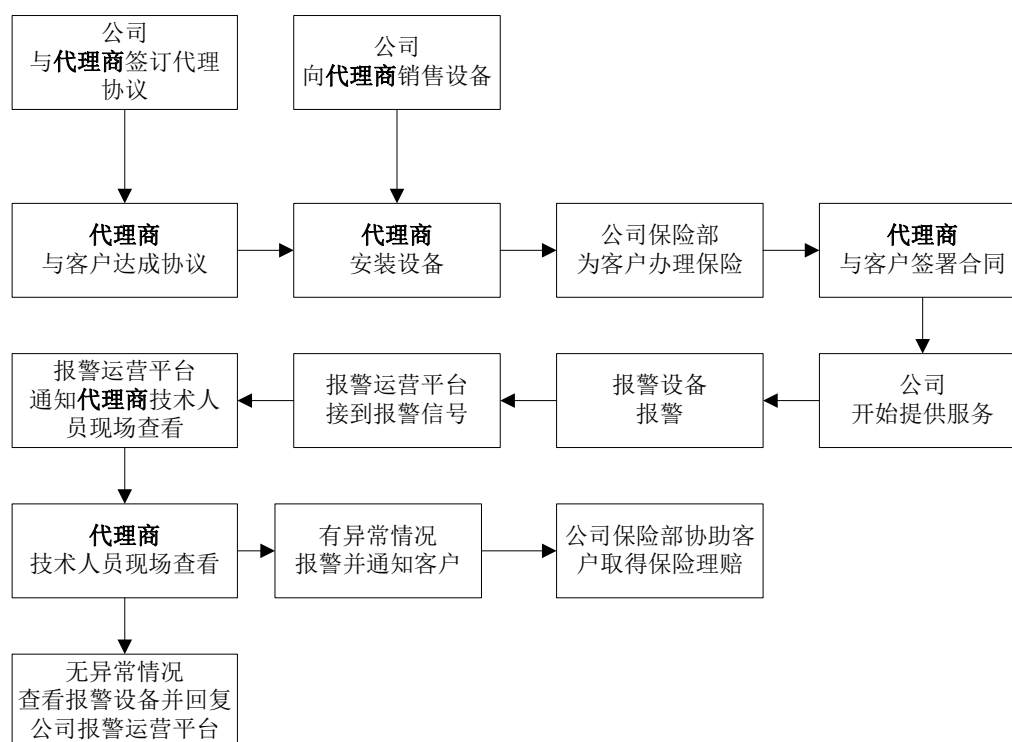 公司
与代理商签订代理
协议
公司
向代理商销售设备
代理商
与客户达成协议
代理商
安装设备
公司保险部
为客户办理保险
代理商
与客户签署合同
报警运营平台
通知代理商技术人
员现场查看
报警运营平台
接到报警信号
报警设备
报警
公司
开始提供服务
代理商
技术人员现场查看
有异常情况
报警并通知客户
公司保险部协助客
户取得保险理赔
无异常情况
查看报警设备并回复
公司报警运营平台